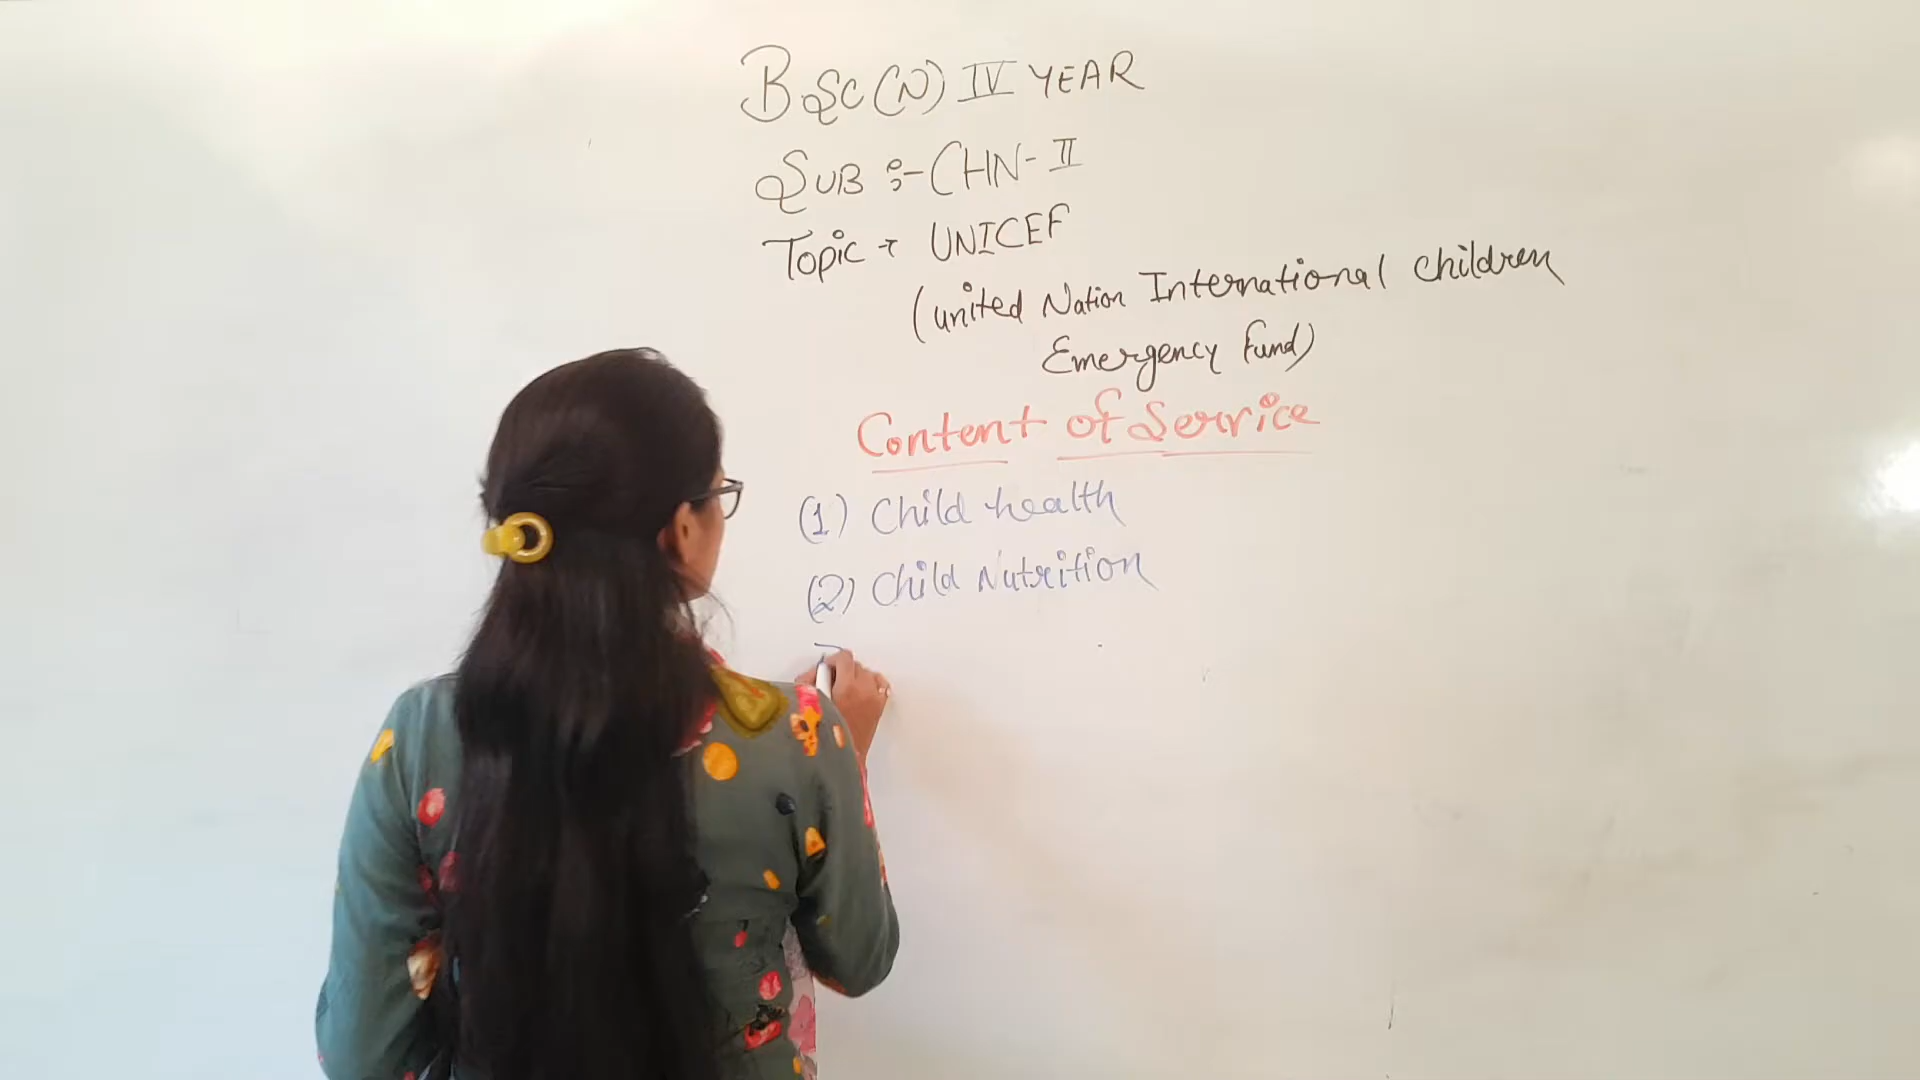 BSC (N) IV YEAR
SUB :- CHN- II
Topic → UNICEF
(united Nation International children
Emergency fund)
Content of Service
(1) Child health
(2) Child Nutrition